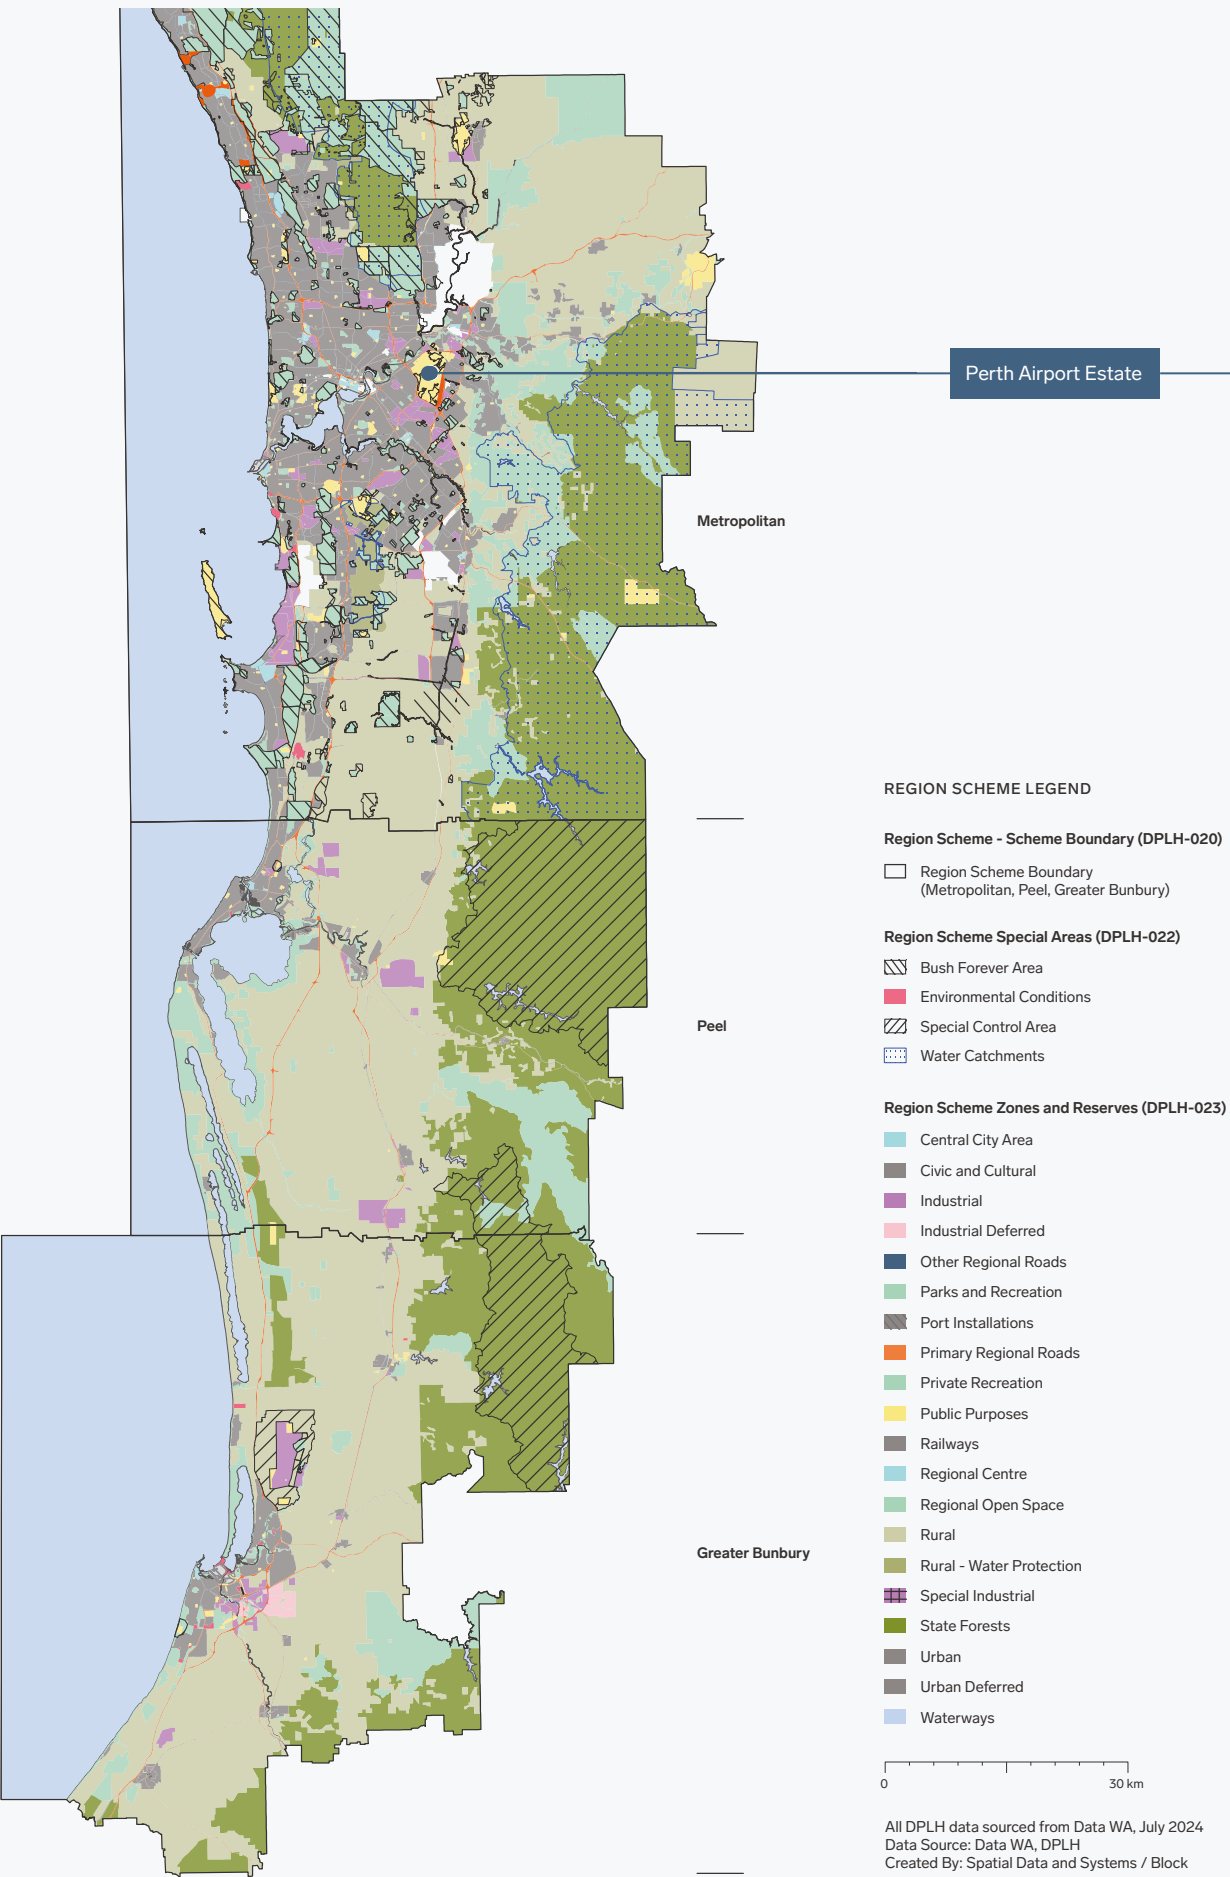 Perth Airport Estate
Metropolitan
Peel
Greater Bunbury
REGION SCHEME LEGEND
Region Scheme - Scheme Boundary (DPLH-020)
Region Scheme Boundary
(Metropolitan, Peel, Greater Bunbury)
Region Scheme Special Areas (DPLH-022)
Bush Forever Area
Environmental Conditions
Special Control Area
Water Catchments
Region Scheme Zones and Reserves (DPLH-023)
Central City Area
Civic and Cultural
Industrial
Industrial Deferred
Other Regional Roads
Parks and Recreation
Port Installations
Primary Regional Roads
Private Recreation
Public Purposes
Railways
Regional Centre
Regional Open Space
Rural
Rural - Water Protection
Special Industrial
State Forests
Urban
Urban Deferred
Waterways
0 30 km
All DPLH data sourced from Data WA, July 2024
Data Source: Data WA, DPLH
Created By: Spatial Data and Systems / Block